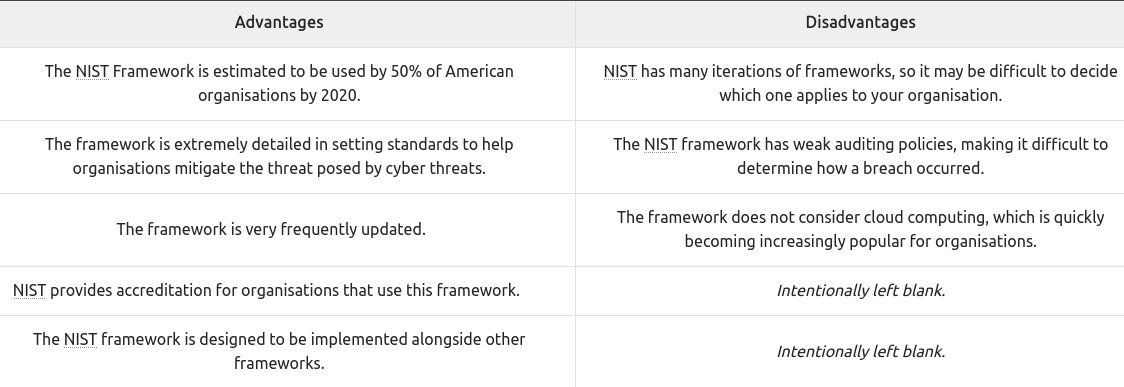 Advantages
Disadvantages
The NIST Framework is estimated to be used by 50% of American
organisations by 2020.
NIST has many iterations of frameworks, so it may be difficult to decide
which one applies to your organisation.
The framework is extremely detailed in setting standards to help
organisations mitigate the threat posed by cyber threats.
The NIST framework has weak auditing policies, making it difficult to
determine how a breach occurred.
The framework is very frequently updated.
The framework does not consider cloud computing, which is quickly
becoming increasingly popular for organisations.
NIST provides accreditation for organisations that use this framework.
Intentionally left blank.
The NIST framework is designed to be implemented alongside other
frameworks.
Intentionally left blank.